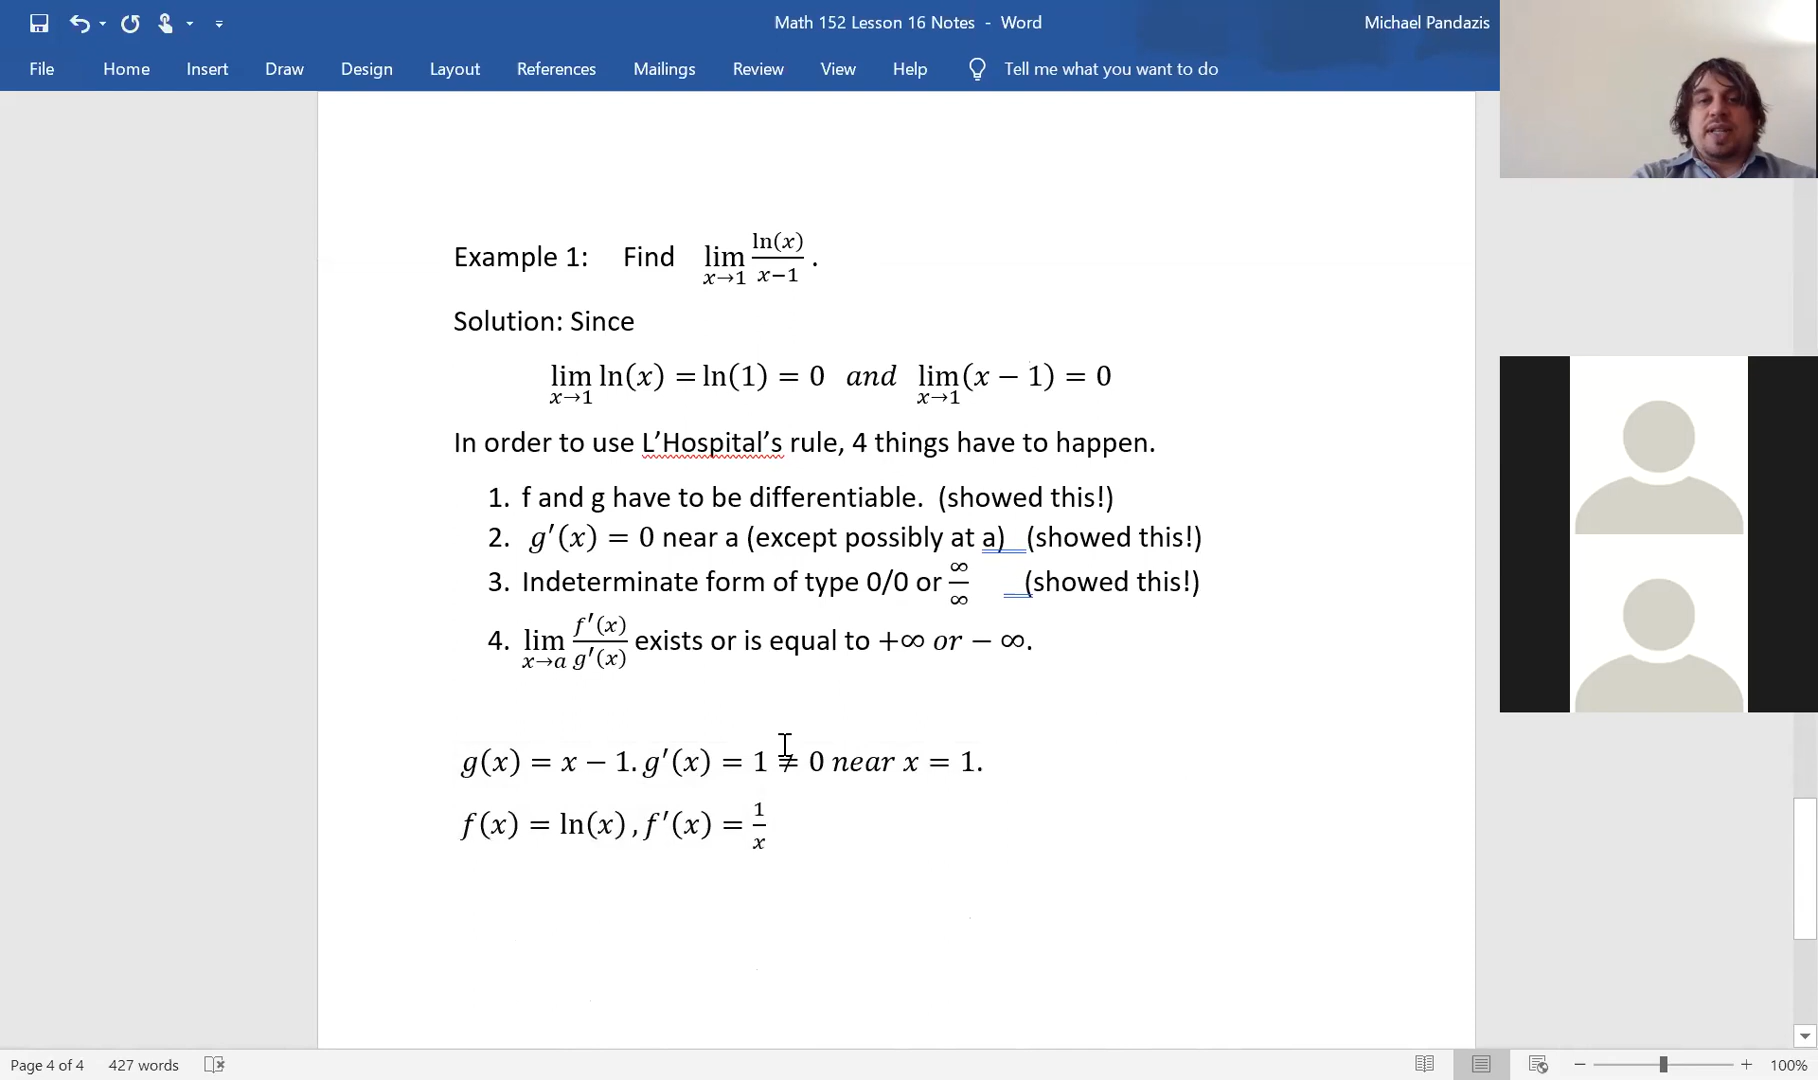 Math 152 Lesson 16 Notes - Word
Michael Pandazis
File Home Insert Draw Design Layout References Mailings Review View Help Tell me what you want to do
Example 1: Find lim x→1 ln(x)/x−1 .
Solution: Since
lim x→1 ln(x) = ln(1) = 0 and lim x→1 (x − 1) = 0
In order to use L’Hospital’s rule, 4 things have to happen.
1. f and g have to be differentiable. (showed this!)
2. g′(x) = 0 near a (except possibly at a) (showed this!)
3. Indeterminate form of type 0/0 or ∞/∞ (showed this!)
4. lim x→a f′(x)/g′(x) exists or is equal to +∞ or − ∞.
g(x) = x − 1. g′(x) = 1 ≠ 0 near x = 1.
f(x) = ln(x) , f′(x) = 1/x
Page 4 of 4 427 words 100%